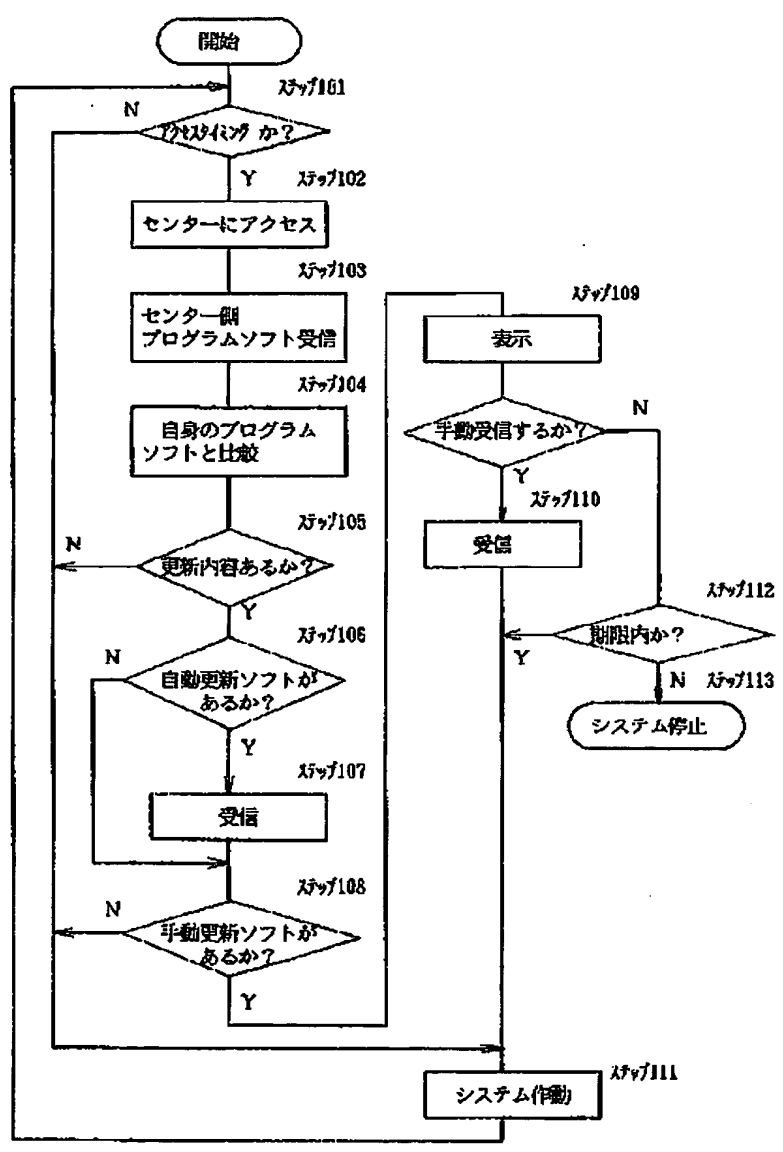 開始
ステップ101
N
アクセスタイミング か?
Y
ステップ102
センターにアクセス
ステップ103
センター側
プログラムソフト受信
ステップ104
自身のプログラム
ソフトと比較
ステップ105
N
更新内容あるか?
Y
ステップ106
N
自動更新ソフトが
あるか?
Y
ステップ107
受信
ステップ108
N
手動更新ソフトが
あるか?
Y
ステップ109
表示
N
手動受信するか?
Y
ステップ110
受信
ステップ112
期限内か?
Y
N
ステップ113
システム停止
ステップ111
システム作動